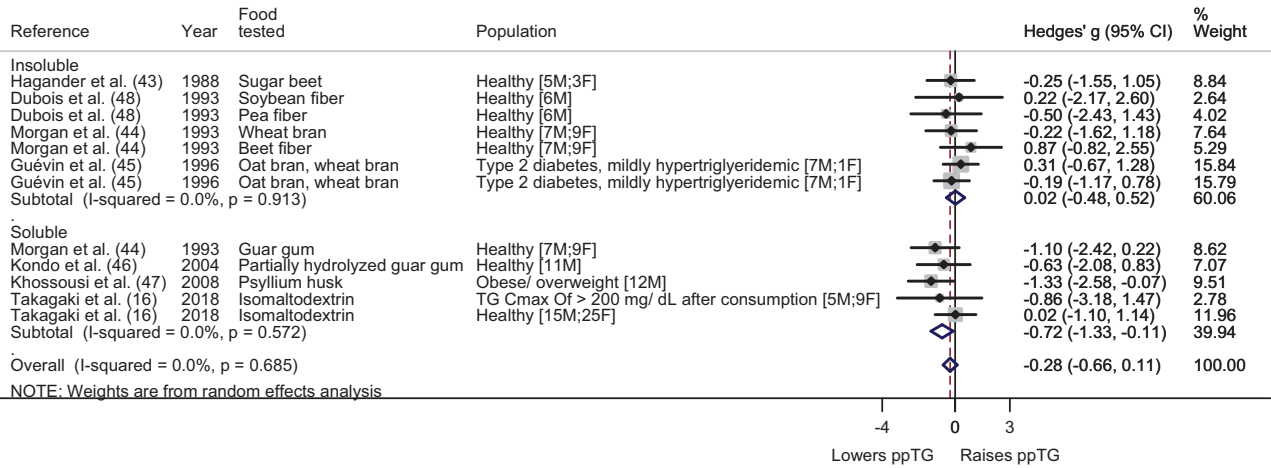 Reference Year Food tested Population Hedges' g (95% CI) % Weight
Insoluble
Hagander et al. (43) 1988 Sugar beet Healthy [5M;3F] -0.25 (-1.55, 1.05) 8.84
Dubois et al. (48) 1993 Soybean fiber Healthy [6M] 0.22 (-2.17, 2.60) 2.64
Dubois et al. (48) 1993 Pea fiber Healthy [6M] -0.50 (-2.43, 1.43) 4.02
Morgan et al. (44) 1993 Wheat bran Healthy [7M;9F] -0.22 (-1.62, 1.18) 7.64
Morgan et al. (44) 1993 Beet fiber Healthy [7M;9F] 0.87 (-0.82, 2.55) 5.29
Guévin et al. (45) 1996 Oat bran, wheat bran Type 2 diabetes, mildly hypertriglyeridemic [7M;1F] 0.31 (-0.67, 1.28) 15.84
Guévin et al. (45) 1996 Oat bran, wheat bran Type 2 diabetes, mildly hypertriglyeridemic [7M;1F] -0.19 (-1.17, 0.78) 15.79
Subtotal (I-squared = 0.0%, p = 0.913) 0.02 (-0.48, 0.52) 60.06
.
Soluble
Morgan et al. (44) 1993 Guar gum Healthy [7M;9F] -1.10 (-2.42, 0.22) 8.62
Kondo et al. (46) 2004 Partially hydrolyzed guar gum Healthy [11M] -0.63 (-2.08, 0.83) 7.07
Khossousi et al. (47) 2008 Psyllium husk Obese/ overweight [12M] -1.33 (-2.58, -0.07) 9.51
Takagaki et al. (16) 2018 Isomaltodextrin TG Cmax Of > 200 mg/ dL after consumption [5M;9F] -0.86 (-3.18, 1.47) 2.78
Takagaki et al. (16) 2018 Isomaltodextrin Healthy [15M;25F] 0.02 (-1.10, 1.14) 11.96
Subtotal (I-squared = 0.0%, p = 0.572) -0.72 (-1.33, -0.11) 39.94
.
Overall (I-squared = 0.0%, p = 0.685) -0.28 (-0.66, 0.11) 100.00
NOTE: Weights are from random effects analysis
-4 0 3
Lowers ppTG Raises ppTG